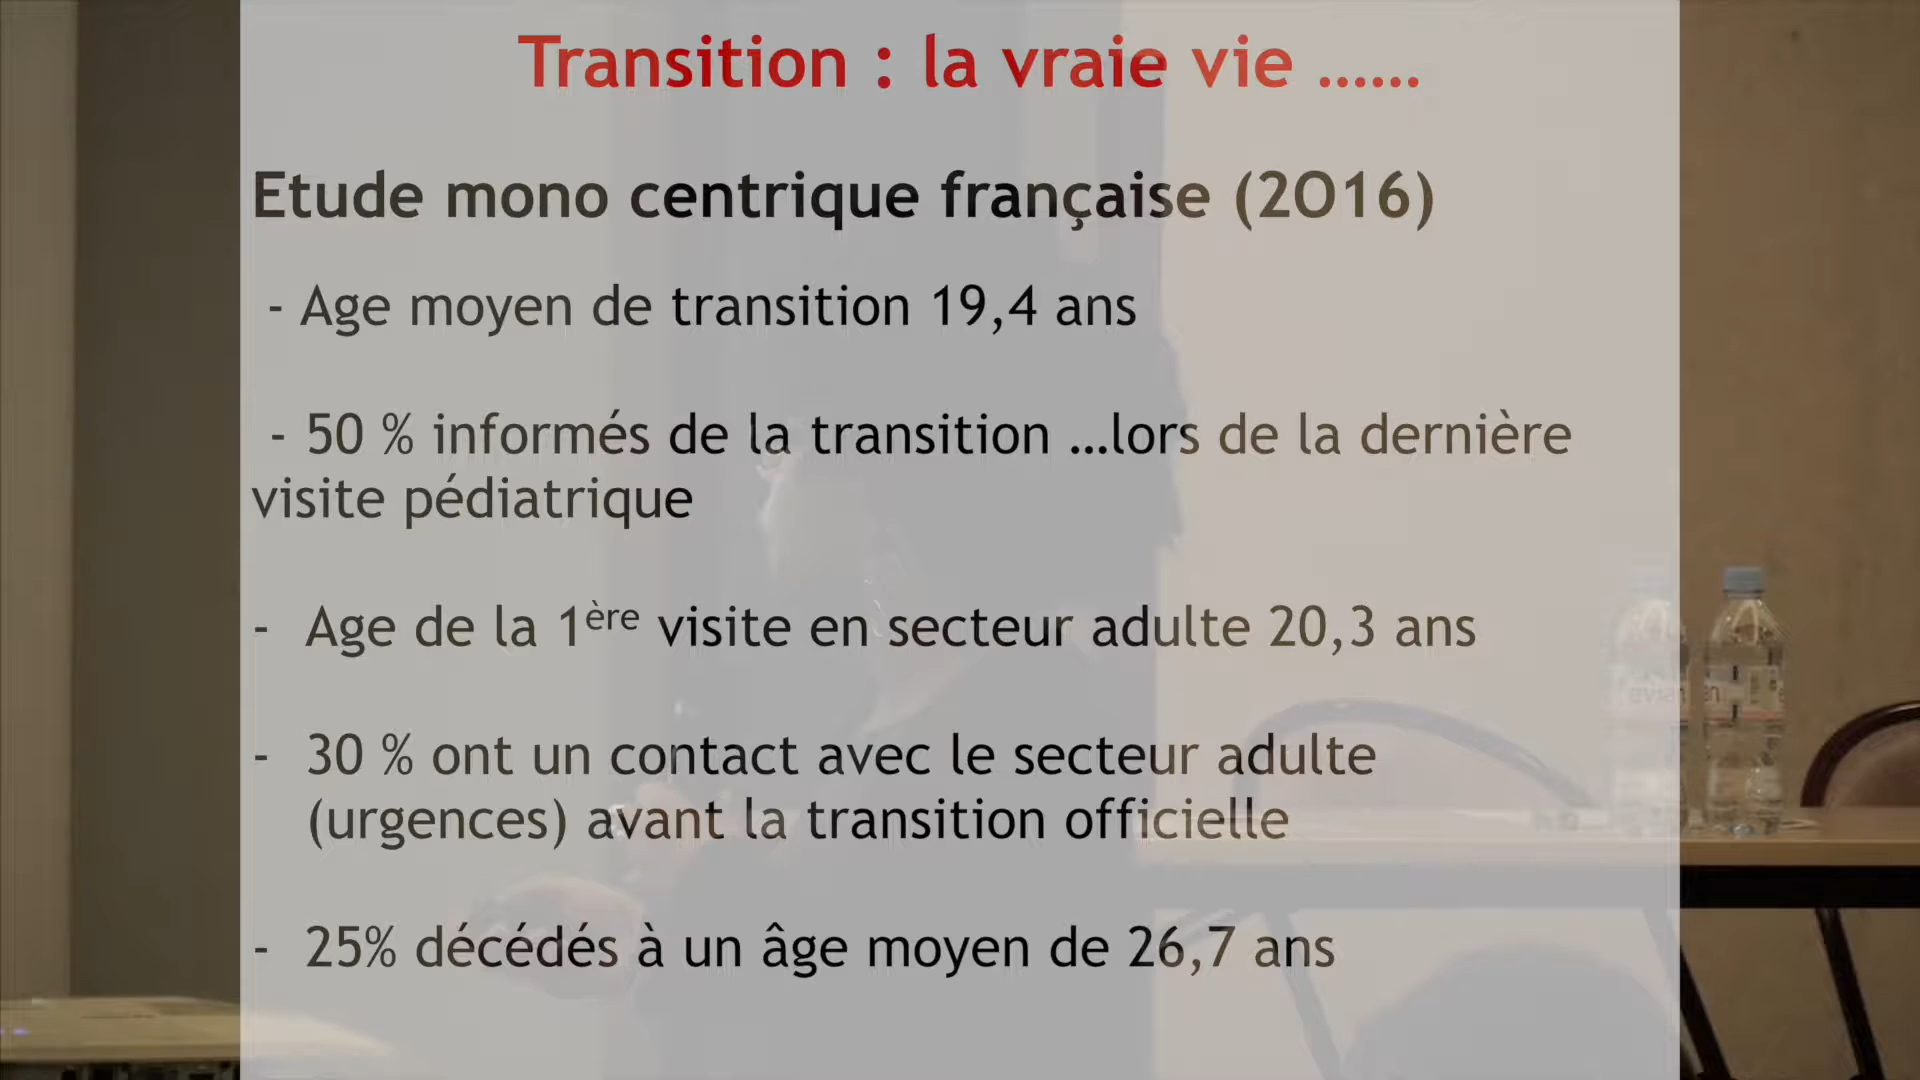 Transition : la vraie vie ......
Etude mono centrique française (2016)
- Age moyen de transition 19,4 ans
- 50 % informés de la transition ...lors de la dernière
visite pédiatrique
- Age de la 1ère visite en secteur adulte 20,3 ans
- 30 % ont un contact avec le secteur adulte
(urgences) avant la transition officielle
- 25% décédés à un âge moyen de 26,7 ans
evian